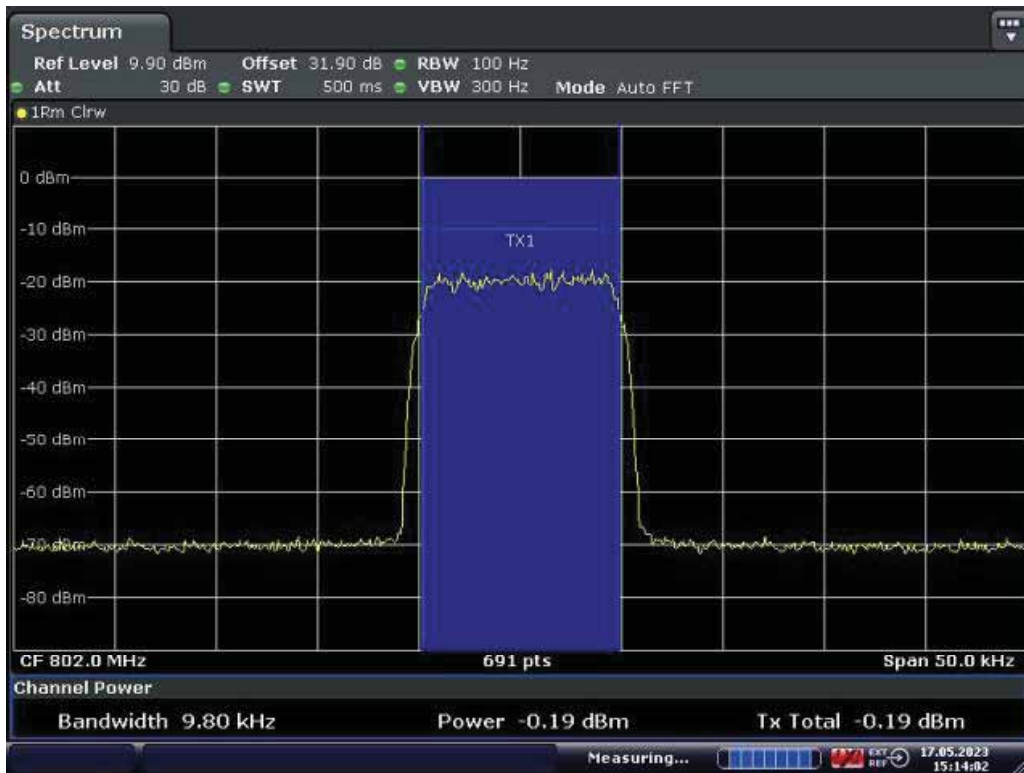 Spectrum
Ref Level 9.90 dBm Offset 31.90 dB RBW 100 Hz
Att 30 dB SWT 500 ms VBW 300 Hz Mode Auto FFT
1Rm Clrw
0 dBm
-10 dBm
TX1
-20 dBm
-30 dBm
-40 dBm
-50 dBm
-60 dBm
-70 dBm
-80 dBm
CF 802.0 MHz 691 pts Span 50.0 kHz
Channel Power
Bandwidth 9.80 kHz Power -0.19 dBm Tx Total -0.19 dBm
Measuring... EXT REF 17.05.2023
15:14:02